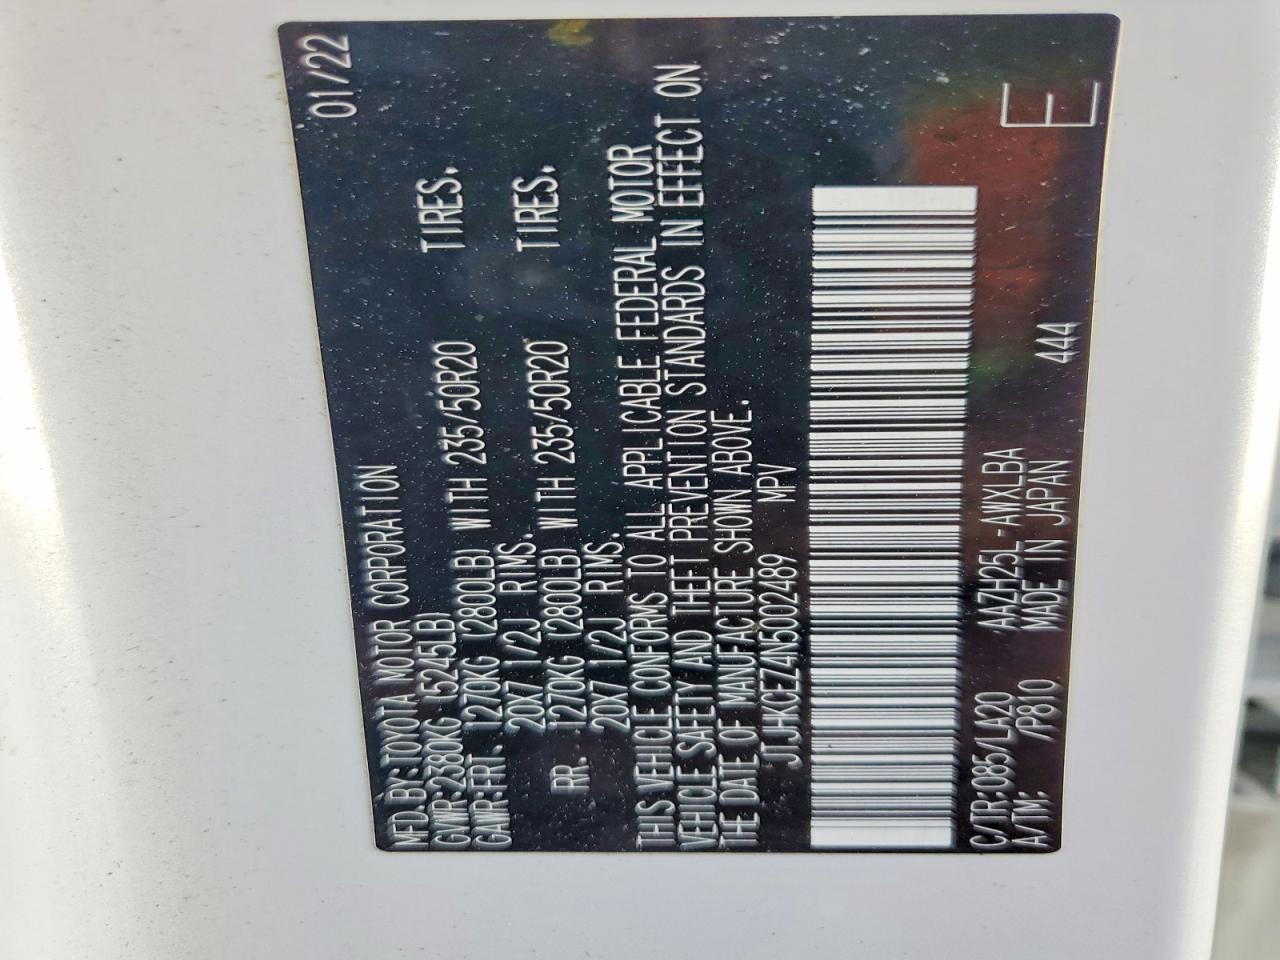 MFD.BY:TOYOTA MOTOR CORPORATION 01/22
GVWR:2380KG (5245LB)
GAWR:FRT. 1270KG (2800LB) WITH 235/50R20 TIRES.
20X7 1/2J RIMS.
RR. 1270KG (2800LB) WITH 235/50R20 TIRES.
20X7 1/2J RIMS.
THIS VEHICLE CONFORMS TO ALL APPLICABLE FEDERAL MOTOR
VEHICLE SAFETY AND THEFT PREVENTION STANDARDS IN EFFECT ON
THE DATE OF MANUFACTURE SHOWN ABOVE.
JTJHKCEZ4N5002489 MPV
C/TR:085/LA20 AAZH25L-AWXLBA 444
A/TM: /P810 MADE IN JAPAN
E